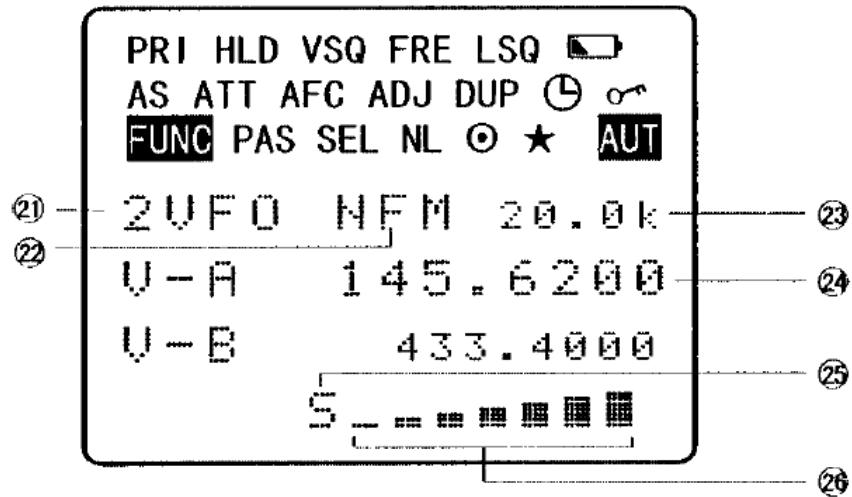 PRI HLD VSQ FRE LSQ
AS ATT AFC ADJ DUP
FUNC PAS SEL NL AUT
㉑ 2VFO NFM 20.0k ㉓
㉒
V-A 145.6200 ㉔
V-B 433.4000
㉕
S
㉖